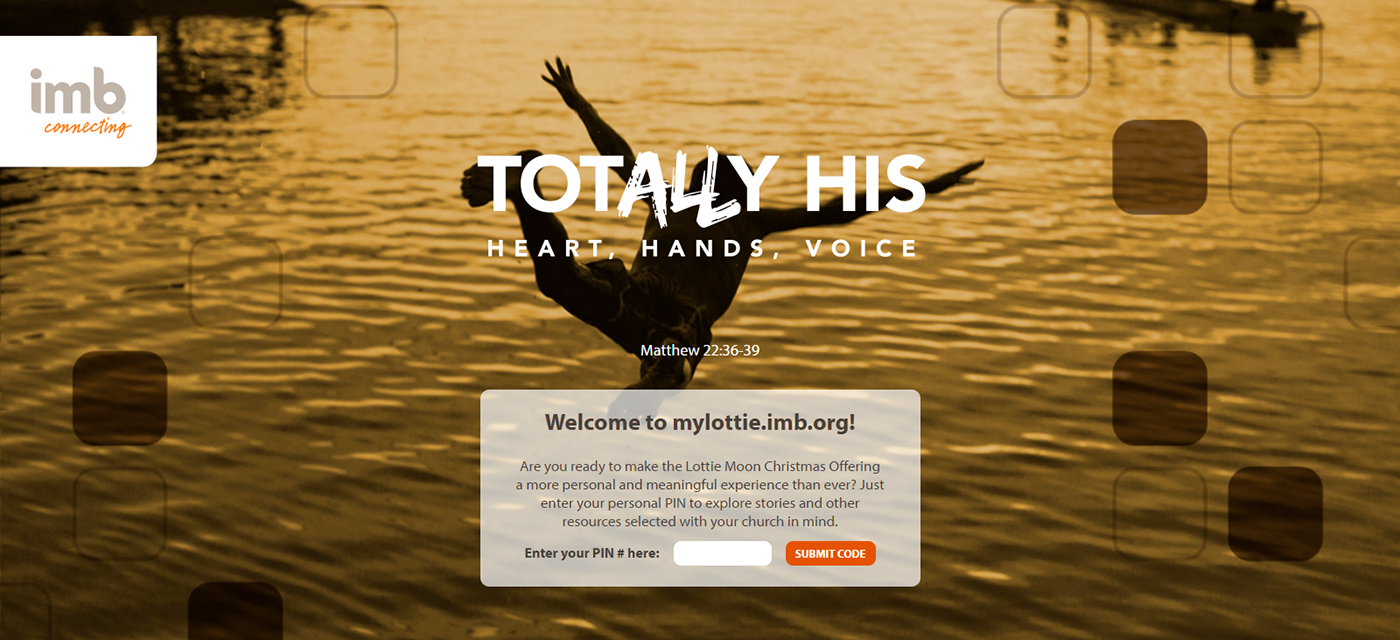 imb
connecting
TOTALLY HIS
HEART, HANDS, VOICE
Matthew 22:36-39
Welcome to mylottie.imb.org!
Are you ready to make the Lottie Moon Christmas Offering
a more personal and meaningful experience than ever? Just
enter your personal PIN to explore stories and other
resources selected with your church in mind.
Enter your PIN # here: SUBMIT CODE